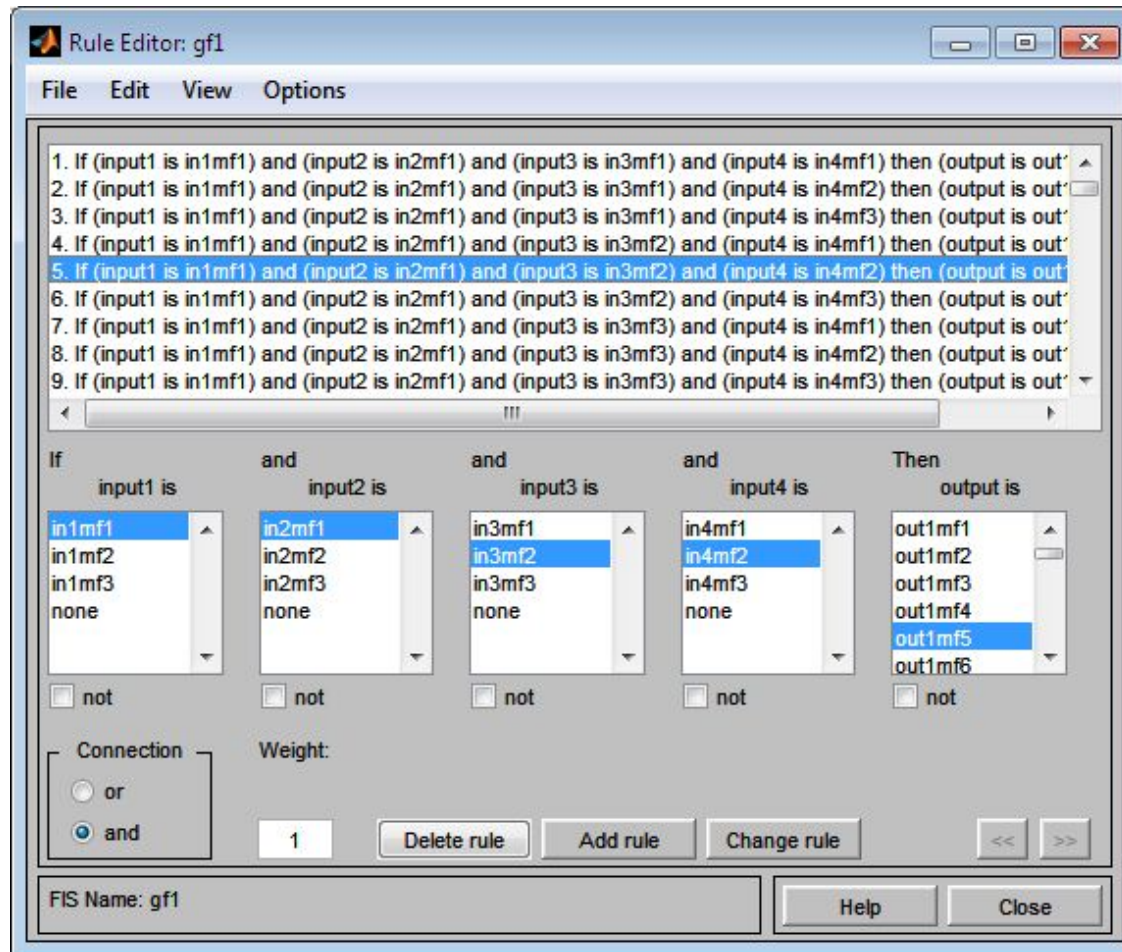 Rule Editor: gf1
File Edit View Options
1. If (input1 is in1mf1) and (input2 is in2mf1) and (input3 is in3mf1) and (input4 is in4mf1) then (output is out1
2. If (input1 is in1mf1) and (input2 is in2mf1) and (input3 is in3mf1) and (input4 is in4mf2) then (output is out1
3. If (input1 is in1mf1) and (input2 is in2mf1) and (input3 is in3mf1) and (input4 is in4mf3) then (output is out1
4. If (input1 is in1mf1) and (input2 is in2mf1) and (input3 is in3mf2) and (input4 is in4mf1) then (output is out1
5. If (input1 is in1mf1) and (input2 is in2mf1) and (input3 is in3mf2) and (input4 is in4mf2) then (output is out1
6. If (input1 is in1mf1) and (input2 is in2mf1) and (input3 is in3mf2) and (input4 is in4mf3) then (output is out1
7. If (input1 is in1mf1) and (input2 is in2mf1) and (input3 is in3mf3) and (input4 is in4mf1) then (output is out1
8. If (input1 is in1mf1) and (input2 is in2mf1) and (input3 is in3mf3) and (input4 is in4mf2) then (output is out1
9. If (input1 is in1mf1) and (input2 is in2mf1) and (input3 is in3mf3) and (input4 is in4mf3) then (output is out1
If and and and Then
input1 is input2 is input3 is input4 is output is
in1mf1 in2mf1 in3mf1 in4mf1 out1mf1
in1mf2 in2mf2 in3mf2 in4mf2 out1mf2
in1mf3 in2mf3 in3mf3 in4mf3 out1mf3
none none none none out1mf4
out1mf5
out1mf6
not not not not not
Connection Weight:
or
and 1 Delete rule Add rule Change rule << >>
FIS Name: gf1 Help Close